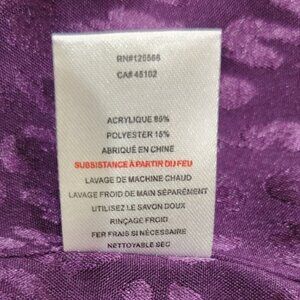 RN#128566
CA# 45102
ACRYLIQUE 85%
POLYESTER 15%
ABRIQUÉ EN CHINE
SUBSISTANCE À PARTIR DU FEU
LAVAGE DE MACHINE CHAUD
LAVAGE FROID DE MAIN SÉPARÉMENT
UTILISEZ LE SAVON DOUX
RINÇAGE FROID
FER FRAIS SI NÉCESSAIRE
NETTOYABLE SEC